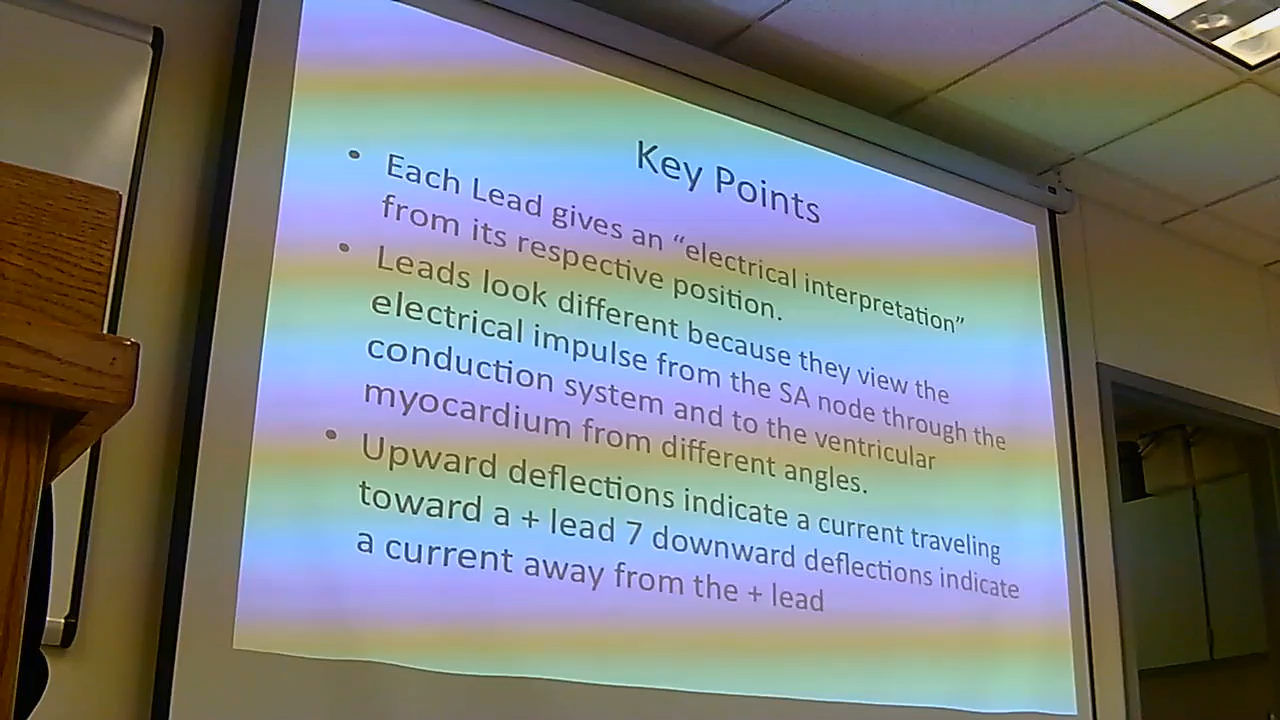 Key Points
• Each Lead gives an “electrical interpretation”
from its respective position.
• Leads look different because they view the
electrical impulse from the SA node through the
conduction system and to the ventricular
myocardium from different angles.
• Upward deflections indicate a current traveling
toward a + lead 7 downward deflections indicate
a current away from the + lead